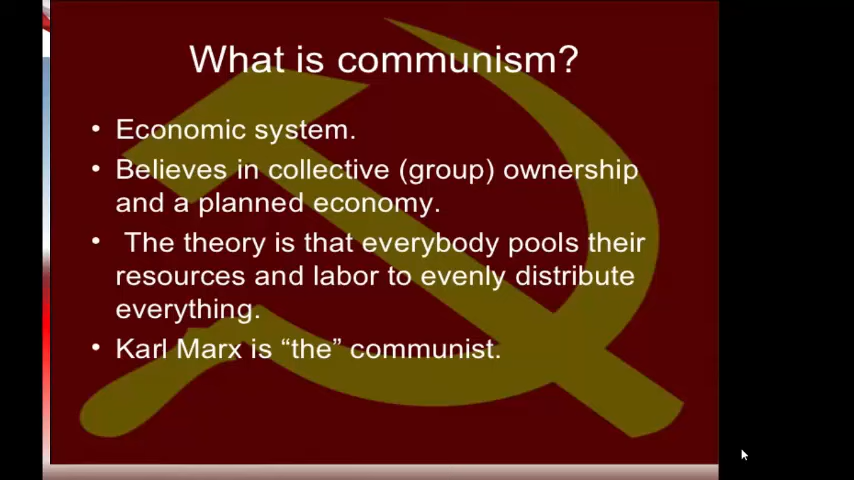 What is communism?
• Economic system.
• Believes in collective (group) ownership
and a planned economy.
• The theory is that everybody pools their
resources and labor to evenly distribute
everything.
• Karl Marx is “the” communist.